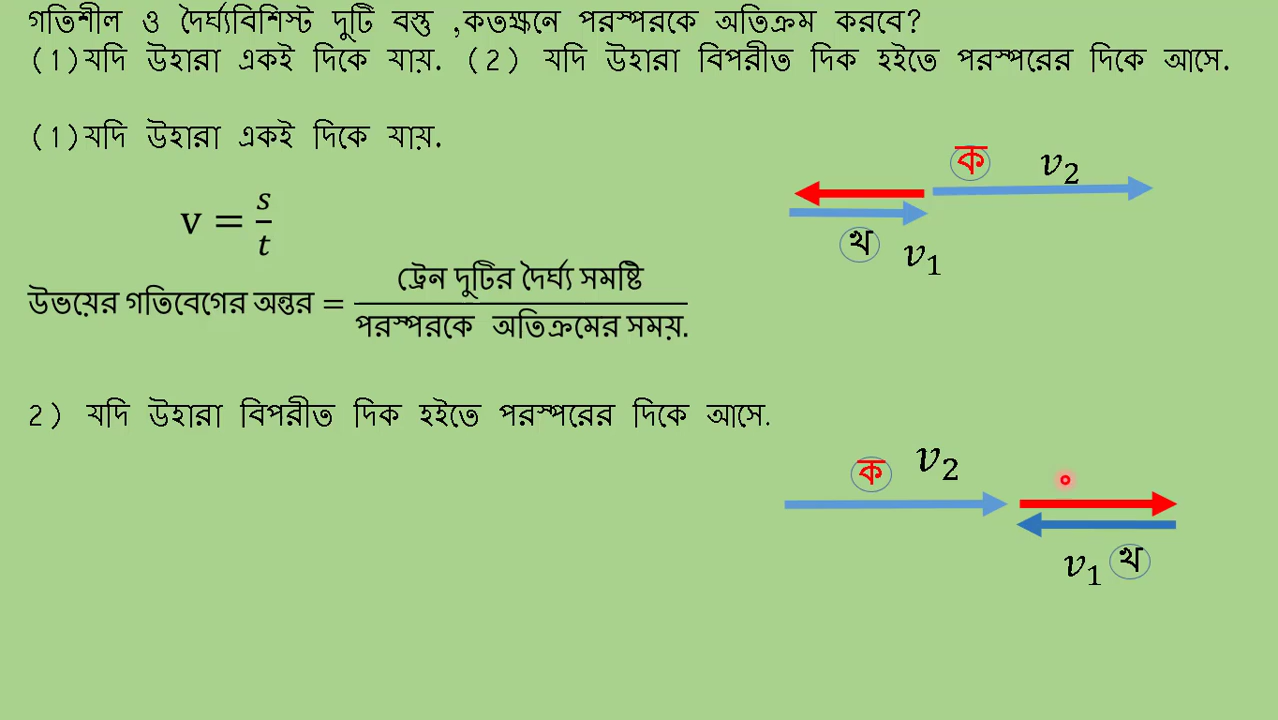 গতিশীল ও দৈর্ঘ্যবিশিস্ট দুটি বস্তু ,কতক্ষনে পরস্পরকে অতিক্রম করবে?
(1)যদি উহারা একই দিকে যায়. (2) যদি উহারা বিপরীত দিক হইতে পরস্পরের দিকে আসে.
(1)যদি উহারা একই দিকে যায়.
ক v₂
v = s/t
খ v₁
উভয়ের গতিবেগের অন্তর = ট্রেন দুটির দৈর্ঘ্য সমষ্টি / পরস্পরকে অতিক্রমের সময়.
2) যদি উহারা বিপরীত দিক হইতে পরস্পরের দিকে আসে.
ক v₂
v₁ খ